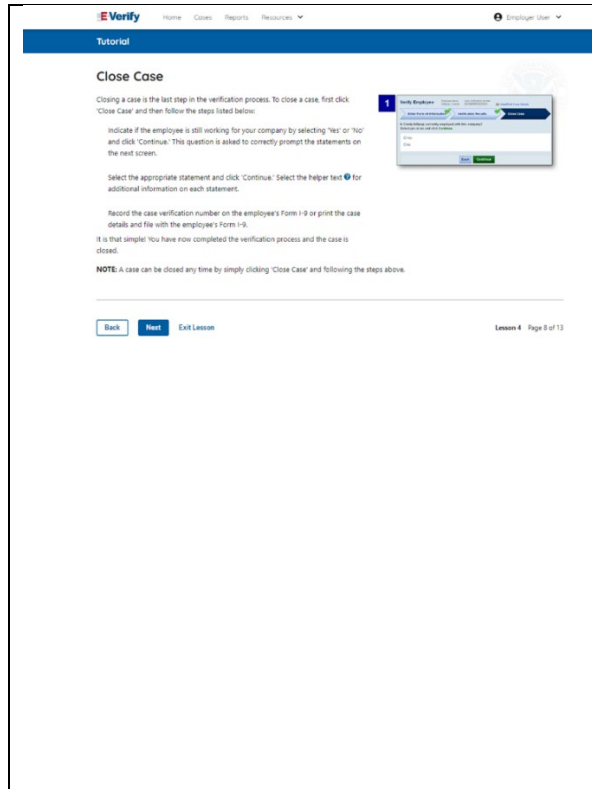 E-Verify Home Cases Reports Resources Employer User
Tutorial
Close Case
Closing a case is the last step in the verification process. To close a case, first click
'Close Case' and then follow the steps listed below:
Indicate if the employee is still working for your company by selecting 'Yes' or 'No'
and click 'Continue.' This question is asked to correctly prompt the statements on
the next screen.
Select the appropriate statement and click 'Continue.' Select the helper text ? for
additional information on each statement.
Record the case verification number on the employee's Form I-9 or print the case
details and file with the employee's Form I-9.
It is that simple! You have now completed the verification process and the case is
closed.
NOTE: A case can be closed any time by simply clicking 'Close Case' and following the steps above.
1
Verify Employee
Verification Results Close Case
Back Continue
Back Next Exit Lesson Lesson 4 Page 8 of 13